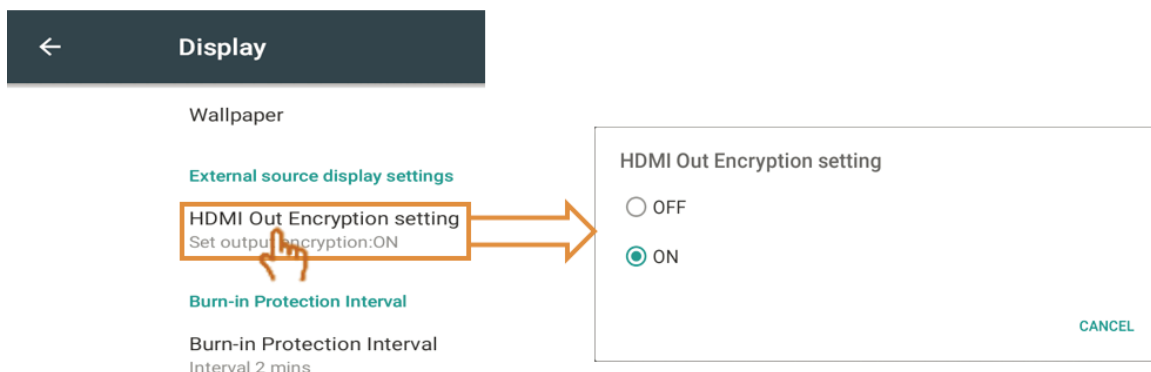 Display
Wallpaper
External source display settings
HDMI Out Encryption setting
Set output encryption:ON
Burn-in Protection Interval
Burn-in Protection Interval
Interval 2 mins
HDMI Out Encryption setting
OFF
ON
CANCEL